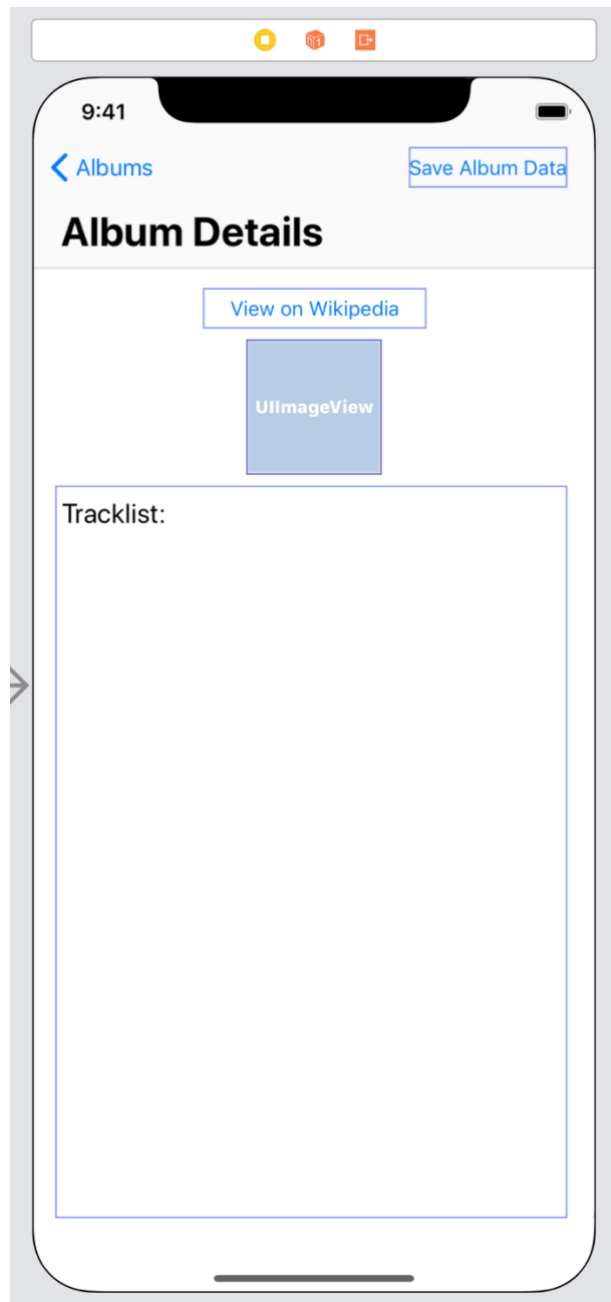 9:41
Albums
Save Album Data
Album Details
View on Wikipedia
UIImageView
Tracklist: